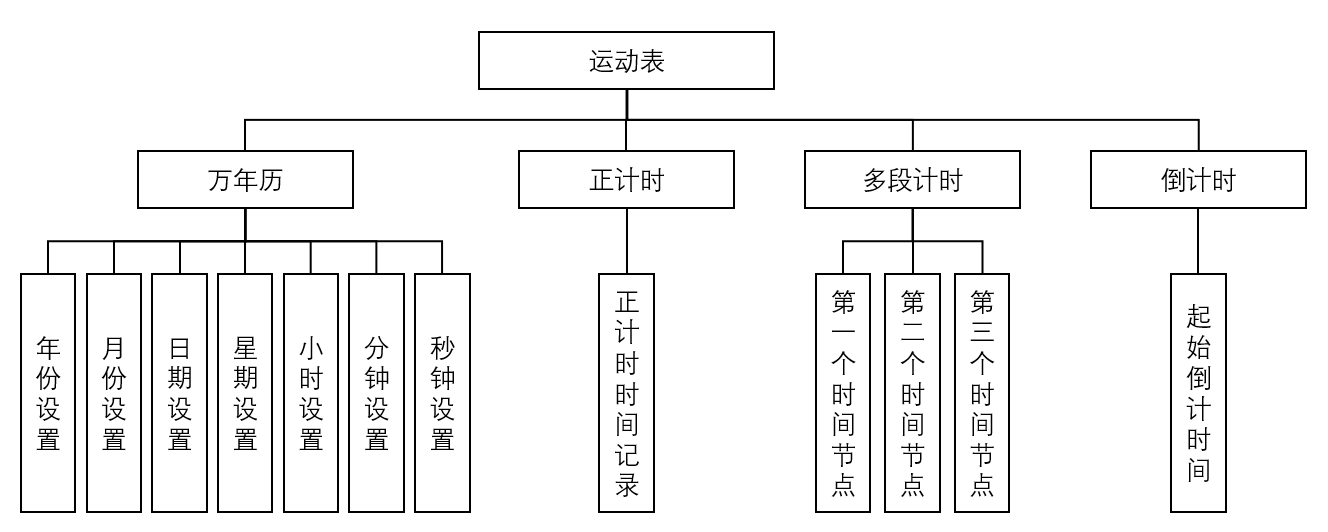 运动表
万年历
正计时
多段计时
倒计时
年份设置
月份设置
日期设置
星期设置
小时设置
分钟设置
秒钟设置
正计时时间记录
第一个时间节点
第二个时间节点
第三个时间节点
起始倒计时间